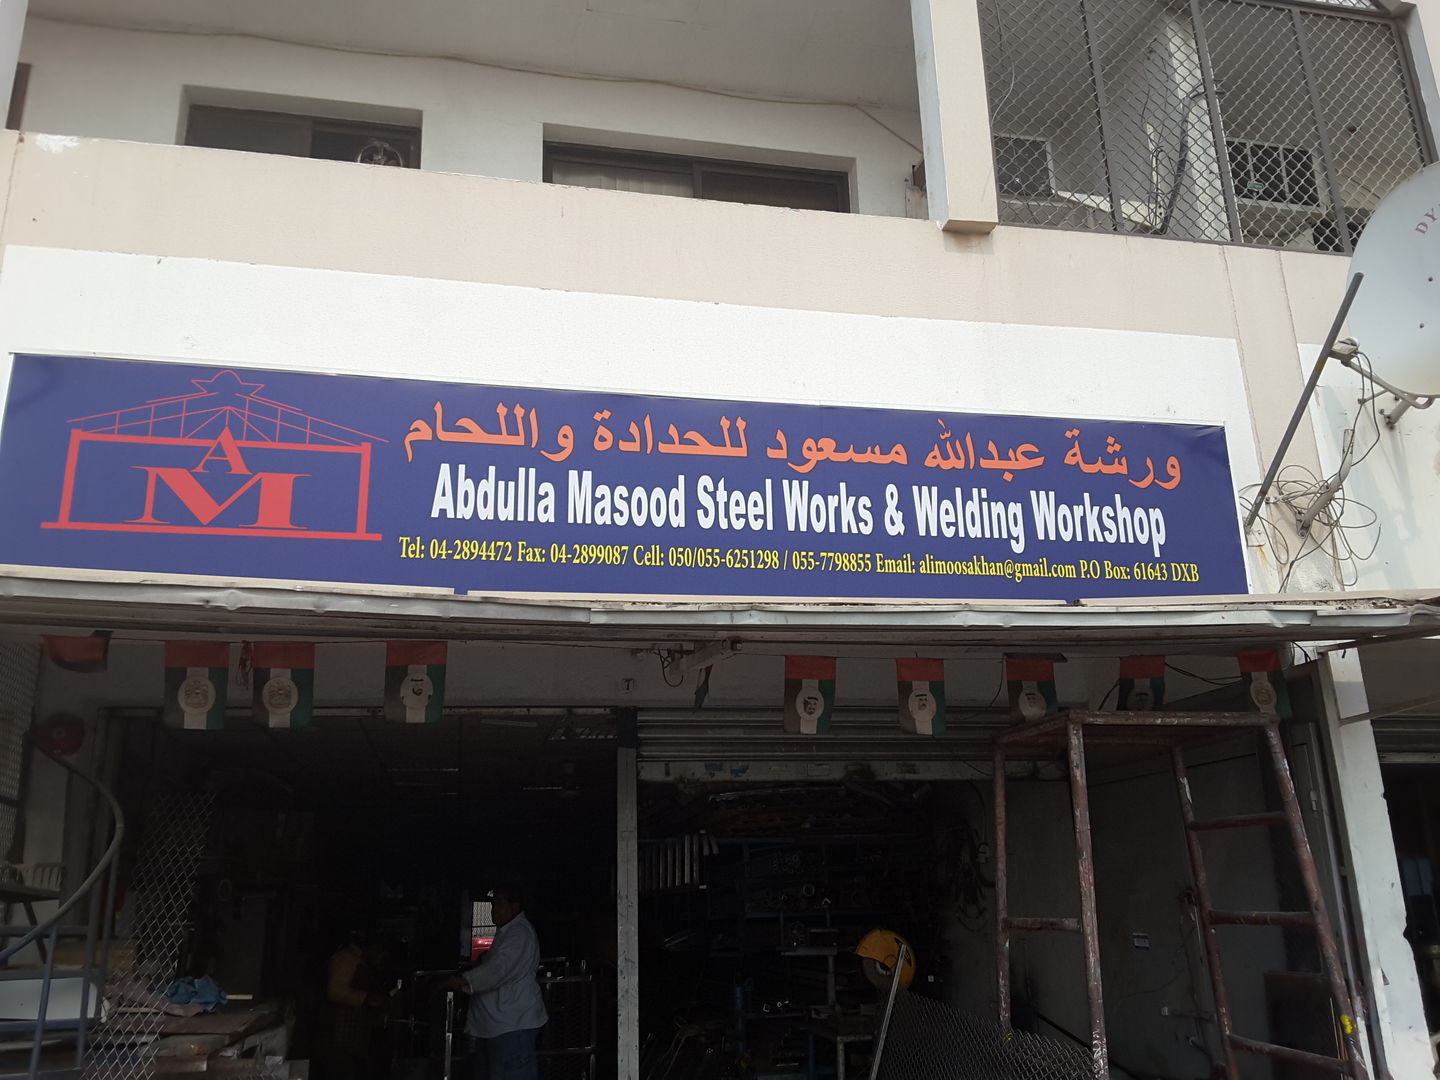 ورشة عبدالله مسعود للحدادة واللحام
A
M
Abdulla Masood Steel Works & Welding Workshop
Tel: 04-2894472 Fax: 04-2899087 Cell: 050/055-6251298 / 055-7798855 Email: alimoosakhan@gmail.com P.O Box: 61643 DXB